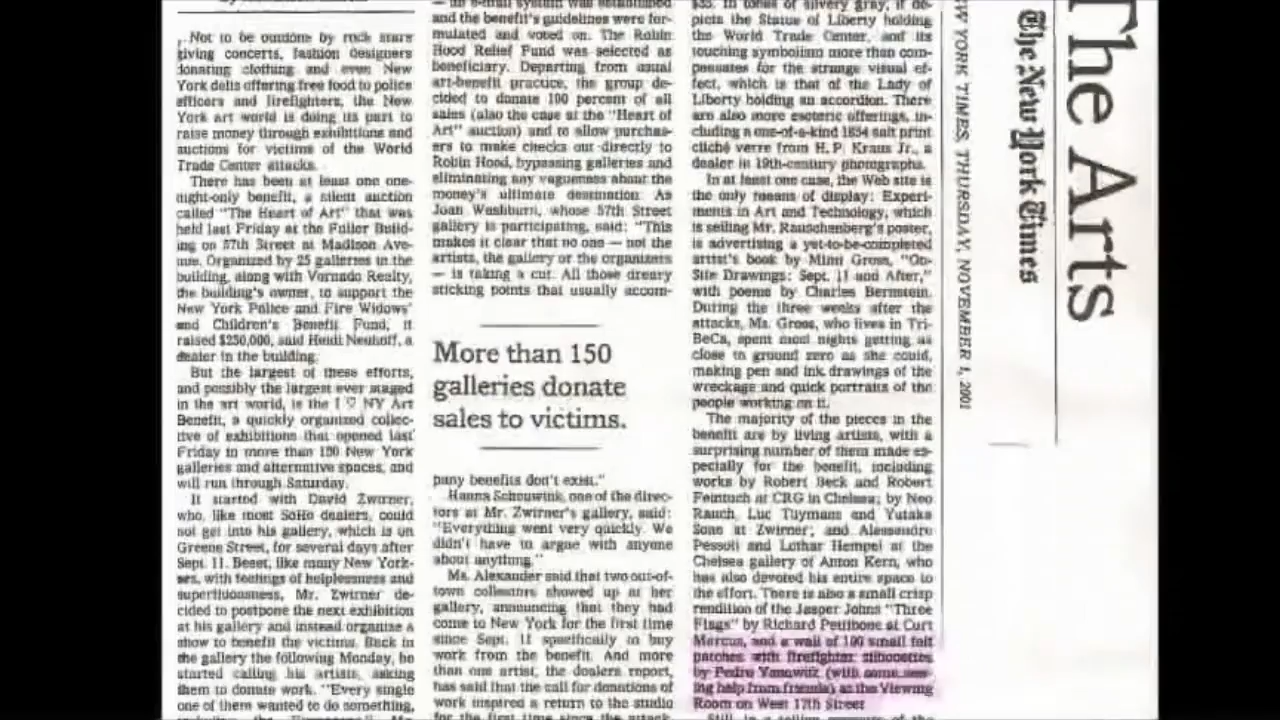 Not to be outdone by rock stars
giving concerts, fashion designers
donating clothing and even New
York delis offering free food to police
officers and firefighters, the New
York art world is doing its part to
raise money through exhibitions and
auctions for victims of the World
Trade Center attacks.
There has been at least one one-
night-only benefit, a silent auction
called "The Heart of Art" that was
held last Friday at the Fuller Build-
ing on 57th Street at Madison Ave-
nue. Organized by 25 galleries in the
building, along with Vornado Realty,
the building's owner, to support the
New York Police and Fire Widows'
and Children's Benefit Fund, it
raised $250,000, said Heidi Neuhoff, a
dealer in the building.
But the largest of these efforts,
and possibly the largest ever staged
in the art world, is the I ♡ NY Art
Benefit, a quickly organized collec-
tive of exhibitions that opened last
Friday in more than 150 New York
galleries and alternative spaces, and
will run through Saturday.
It started with David Zwirner,
who, like most SoHo dealers, could
not get into his gallery, which is on
Greene Street, for several days after
Sept. 11. Beset, like many New York-
ers, with feelings of helplessness and
superfluousness, Mr. Zwirner de-
cided to postpone the next exhibition
at his gallery and instead organize a
show to benefit the victims. Back in
the gallery the following Monday, he
started calling his artists, asking
them to donate work. "Every single
one of them wanted to do something,
— an e-mail system was established
and the benefit's guidelines were for-
mulated and voted on. The Robin
Hood Relief Fund was selected as
beneficiary. Departing from usual
art-benefit practice, the group de-
cided to donate 100 percent of all
sales (also the case at the "Heart of
Art" auction) and to allow purchas-
ers to make checks out directly to
Robin Hood, bypassing galleries and
eliminating any vagueness about the
money's ultimate destination. As
Joan Washburn, whose 57th Street
gallery is participating, said: "This
makes it clear that no one — not the
artists, the gallery or the organizers
— is taking a cut. All those dreary
sticking points that usually accom-
More than 150
galleries donate
sales to victims.
pany benefits don't exist."
Hanna Schouwink, one of the direc-
tors at Mr. Zwirner's gallery, said:
"Everything went very quickly. We
didn't have to argue with anyone
about anything."
Ms. Alexander said that two out-of-
town collectors showed up at her
gallery, announcing that they had
come to New York for the first time
since Sept. 11 specifically to buy
work from the benefit. And more
than one artist, the dealers report,
has said that the call for donations of
work inspired a return to the studio
for the first time since the attack.
$35. In tones of silvery gray, it de-
picts the Statue of Liberty holding
the World Trade Center, and its
touching symbolism more than com-
pensates for the strange visual ef-
fect, which is that of the Lady of
Liberty holding an accordion. There
are also more esoteric offerings, in-
cluding a one-of-a-kind 1854 salt print
cliché verre from H. P. Kraus Jr., a
dealer in 19th-century photographs.
In at least one case, the Web site is
the only means of display: Experi-
ments in Art and Technology, which
is selling Mr. Rauschenberg's poster,
is advertising a yet-to-be-completed
artist's book by Mimi Gross, "On-
Site Drawings: Sept. 11 and After,"
with poems by Charles Bernstein.
During the three weeks after the
attacks, Ms. Gross, who lives in Tri-
BeCa, spent most nights getting as
close to ground zero as she could,
making pen and ink drawings of the
wreckage and quick portraits of the
people working on it.
The majority of the pieces in the
benefit are by living artists, with a
surprising number of them made es-
pecially for the benefit, including
works by Robert Beck and Robert
Feintuch at CRG in Chelsea; by Neo
Rauch, Luc Tuymans and Yutaka
Sone at Zwirner; and Alessandro
Pessoli and Lothar Hempel at the
Chelsea gallery of Anton Kern, who
has also devoted his entire space to
the effort. There is also a small crisp
rendition of the Jasper Johns "Three
Flags" by Richard Pettibone at Curt
Marcus, and a wall of 100 small felt
patches with firefighter silhouettes
by Pedro Yanowitz (with some sew-
ing help from friends) at the Viewing
Room on West 17th Street
The Arts
The New York Times
YORK TIMES, THURSDAY, NOVEMBER 1, 2001